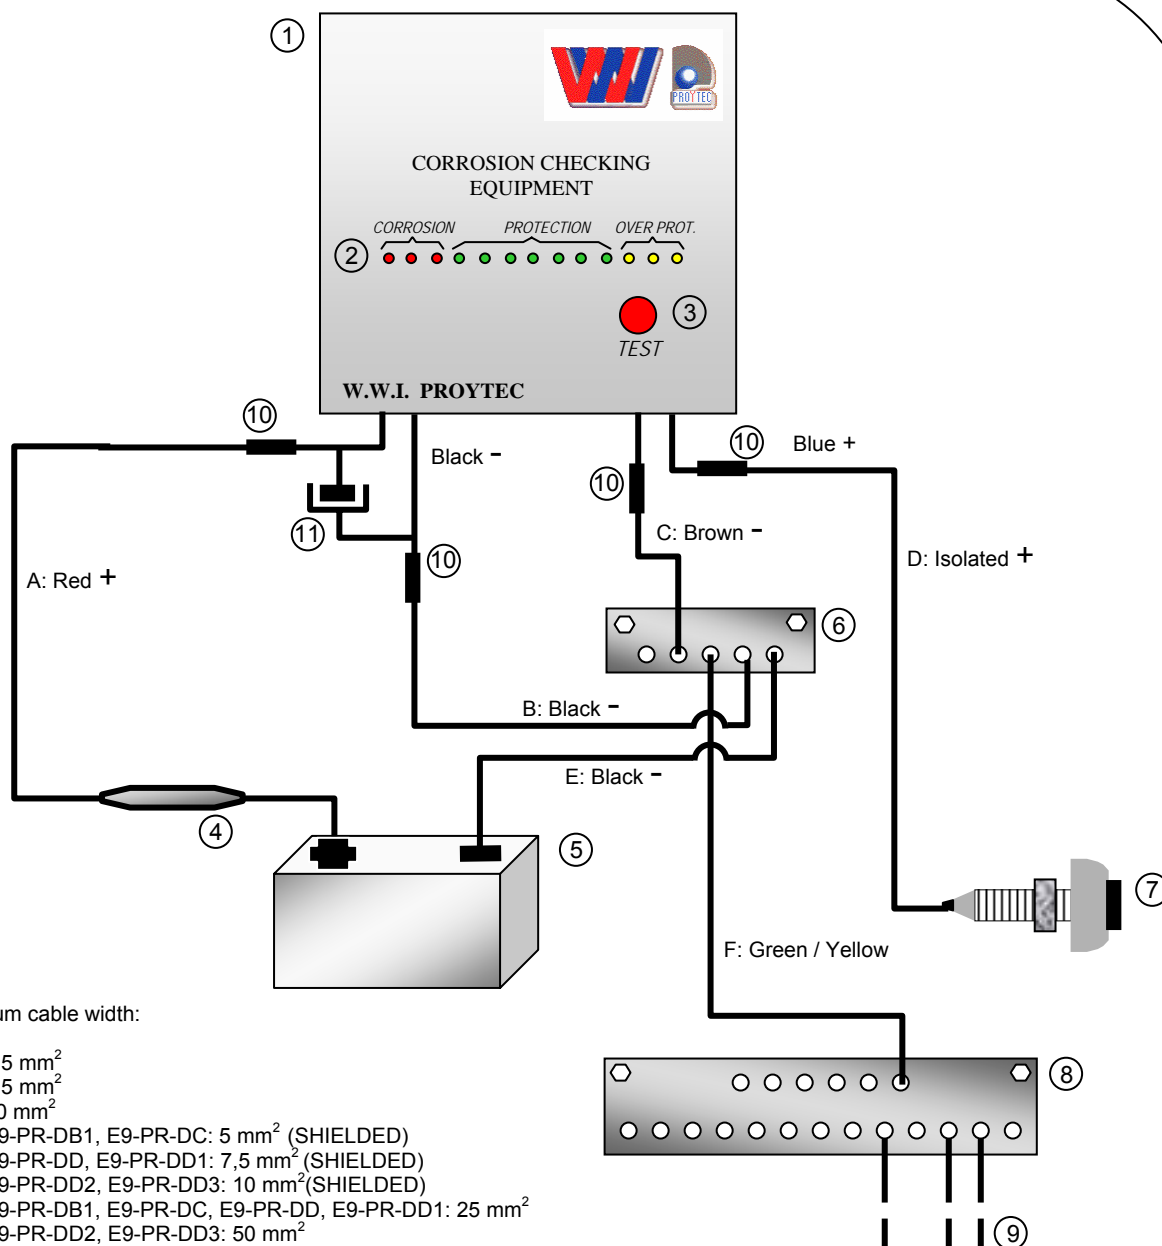 1
PROYTEC
CORROSION CHECKING
EQUIPMENT
CORROSION PROTECTION OVER PROT.
2
3
TEST
W.W.I. PROYTEC
10
Black -
10
Blue +
10
11
C: Brown -
10
D: Isolated +
A: Red +
6
B: Black -
E: Black -
4
5
7
F: Green / Yellow
um cable width:
5 mm²
5 mm²
0 mm²
9-PR-DB1, E9-PR-DC: 5 mm² (SHIELDED)
9-PR-DD, E9-PR-DD1: 7,5 mm² (SHIELDED)
9-PR-DD2, E9-PR-DD3: 10 mm²(SHIELDED)
9-PR-DB1, E9-PR-DC, E9-PR-DD, E9-PR-DD1: 25 mm²
9-PR-DD2, E9-PR-DD3: 50 mm²
8
9